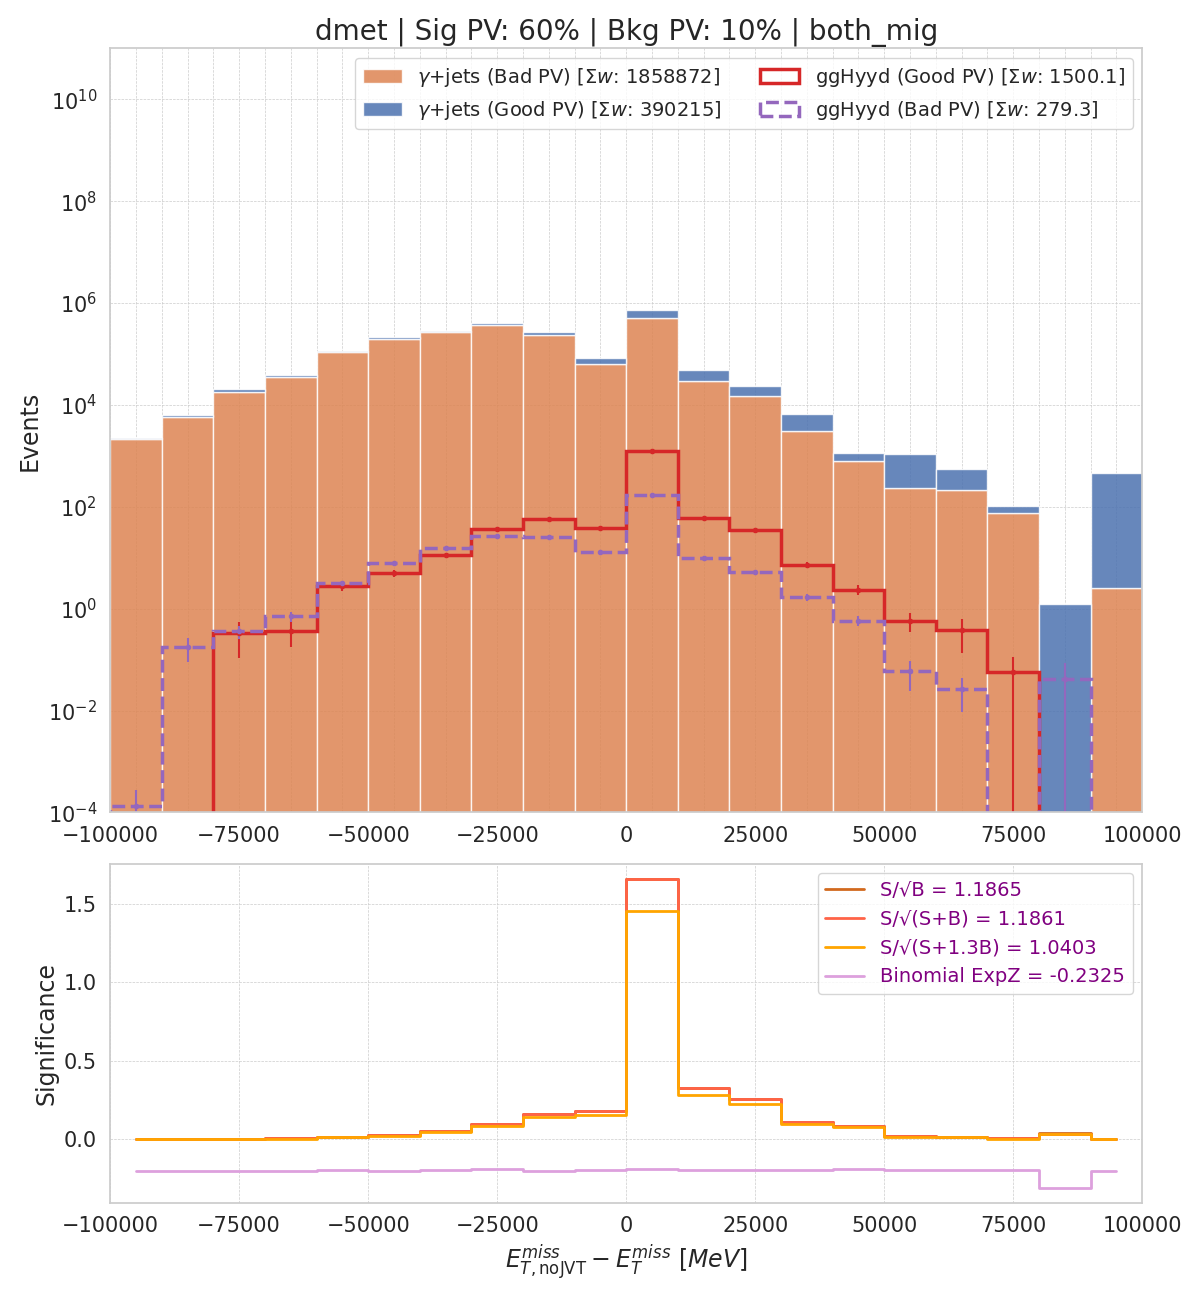 dmet | Sig PV: 60% | Bkg PV: 10% | both_mig
γ+jets (Bad PV) [Σw: 1858872]
γ+jets (Good PV) [Σw: 390215]
ggHyyd (Good PV) [Σw: 1500.1]
ggHyyd (Bad PV) [Σw: 279.3]
Events
10^10
10^8
10^6
10^4
10^2
10^0
10^−2
10^−4
−100000 −75000 −50000 −25000 0 25000 50000 75000 100000
S/√B = 1.1865
S/√(S+B) = 1.1861
S/√(S+1.3B) = 1.0403
Binomial ExpZ = -0.2325
Significance
1.5
1.0
0.5
0.0
−100000 −75000 −50000 −25000 0 25000 50000 75000 100000
E_{T,noJVT}^{miss} − E_T^{miss} [MeV]